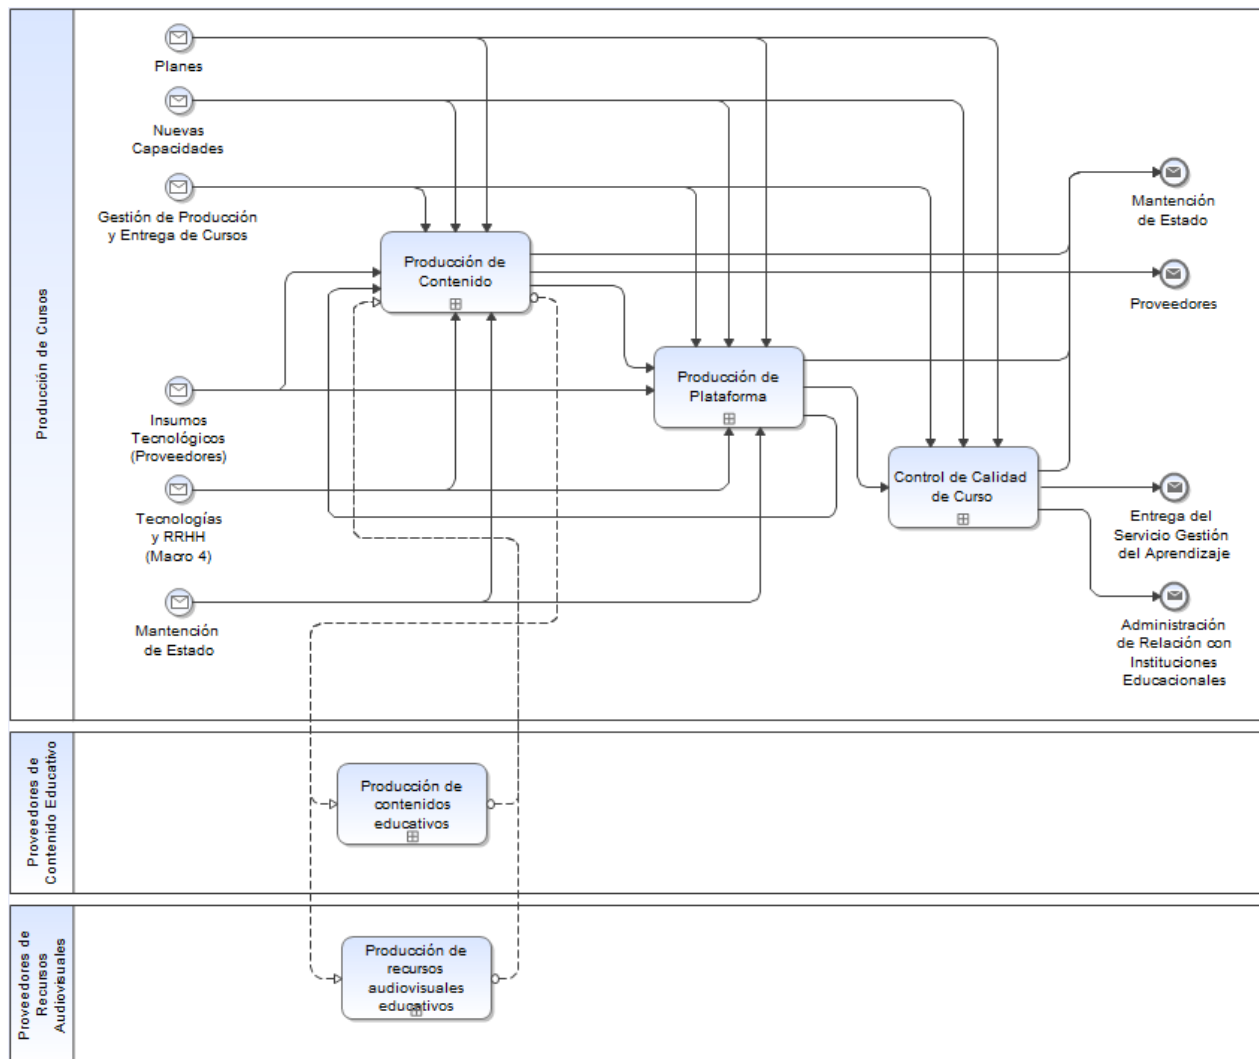 Producción de Cursos
Planes
Nuevas
Capacidades
Gestión de Producción
y Entrega de Cursos
Insumos
Tecnológicos
(Proveedores)
Tecnologías
y RRHH
(Macro 4)
Mantención
de Estado
Producción de
Contenido
Producción de
Plataforma
Control de Calidad
de Curso
Mantención
de Estado
Proveedores
Entrega del
Servicio Gestión
del Aprendizaje
Administración
de Relación con
Instituciones
Educacionales
Proveedores de
Contenido Educativo
Producción de
contenidos
educativos
Proveedores de
Recursos
Audiovisuales
Producción de
recursos
audiovisuales
educativos